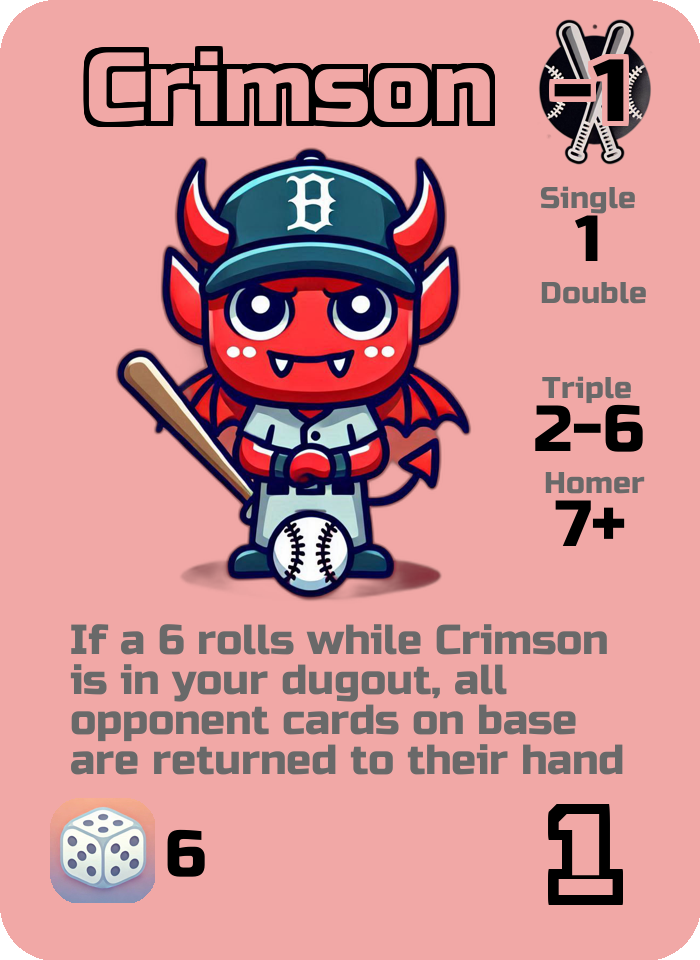 Crimson
-1
Single
1
Double
Triple
2-6
Homer
7+
If a 6 rolls while Crimson
is in your dugout, all
opponent cards on base
are returned to their hand
6
1